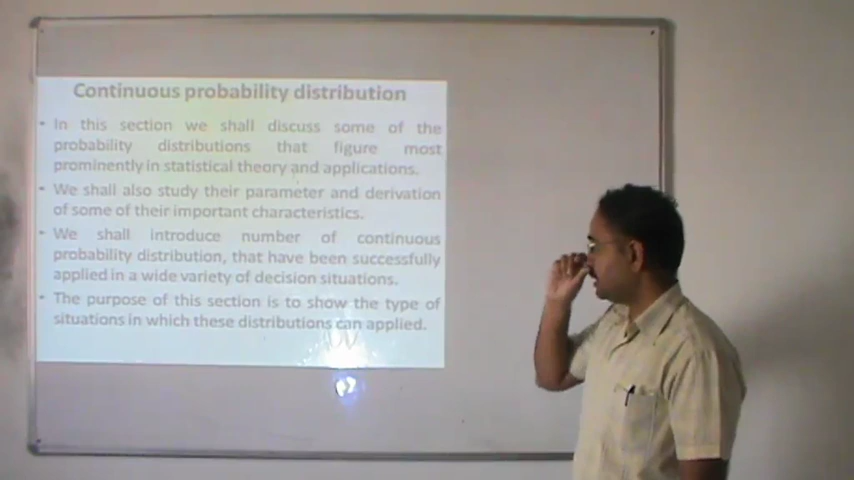 Continuous probability distribution
• In this section we shall discuss some of the
probability distributions that figure most
prominently in statistical theory and applications.
• We shall also study their parameter and derivation
of some of their important characteristics.
• We shall introduce number of continuous
probability distribution, that have been successfully
applied in a wide variety of decision situations.
• The purpose of this section is to show the type of
situations in which these distributions can applied.